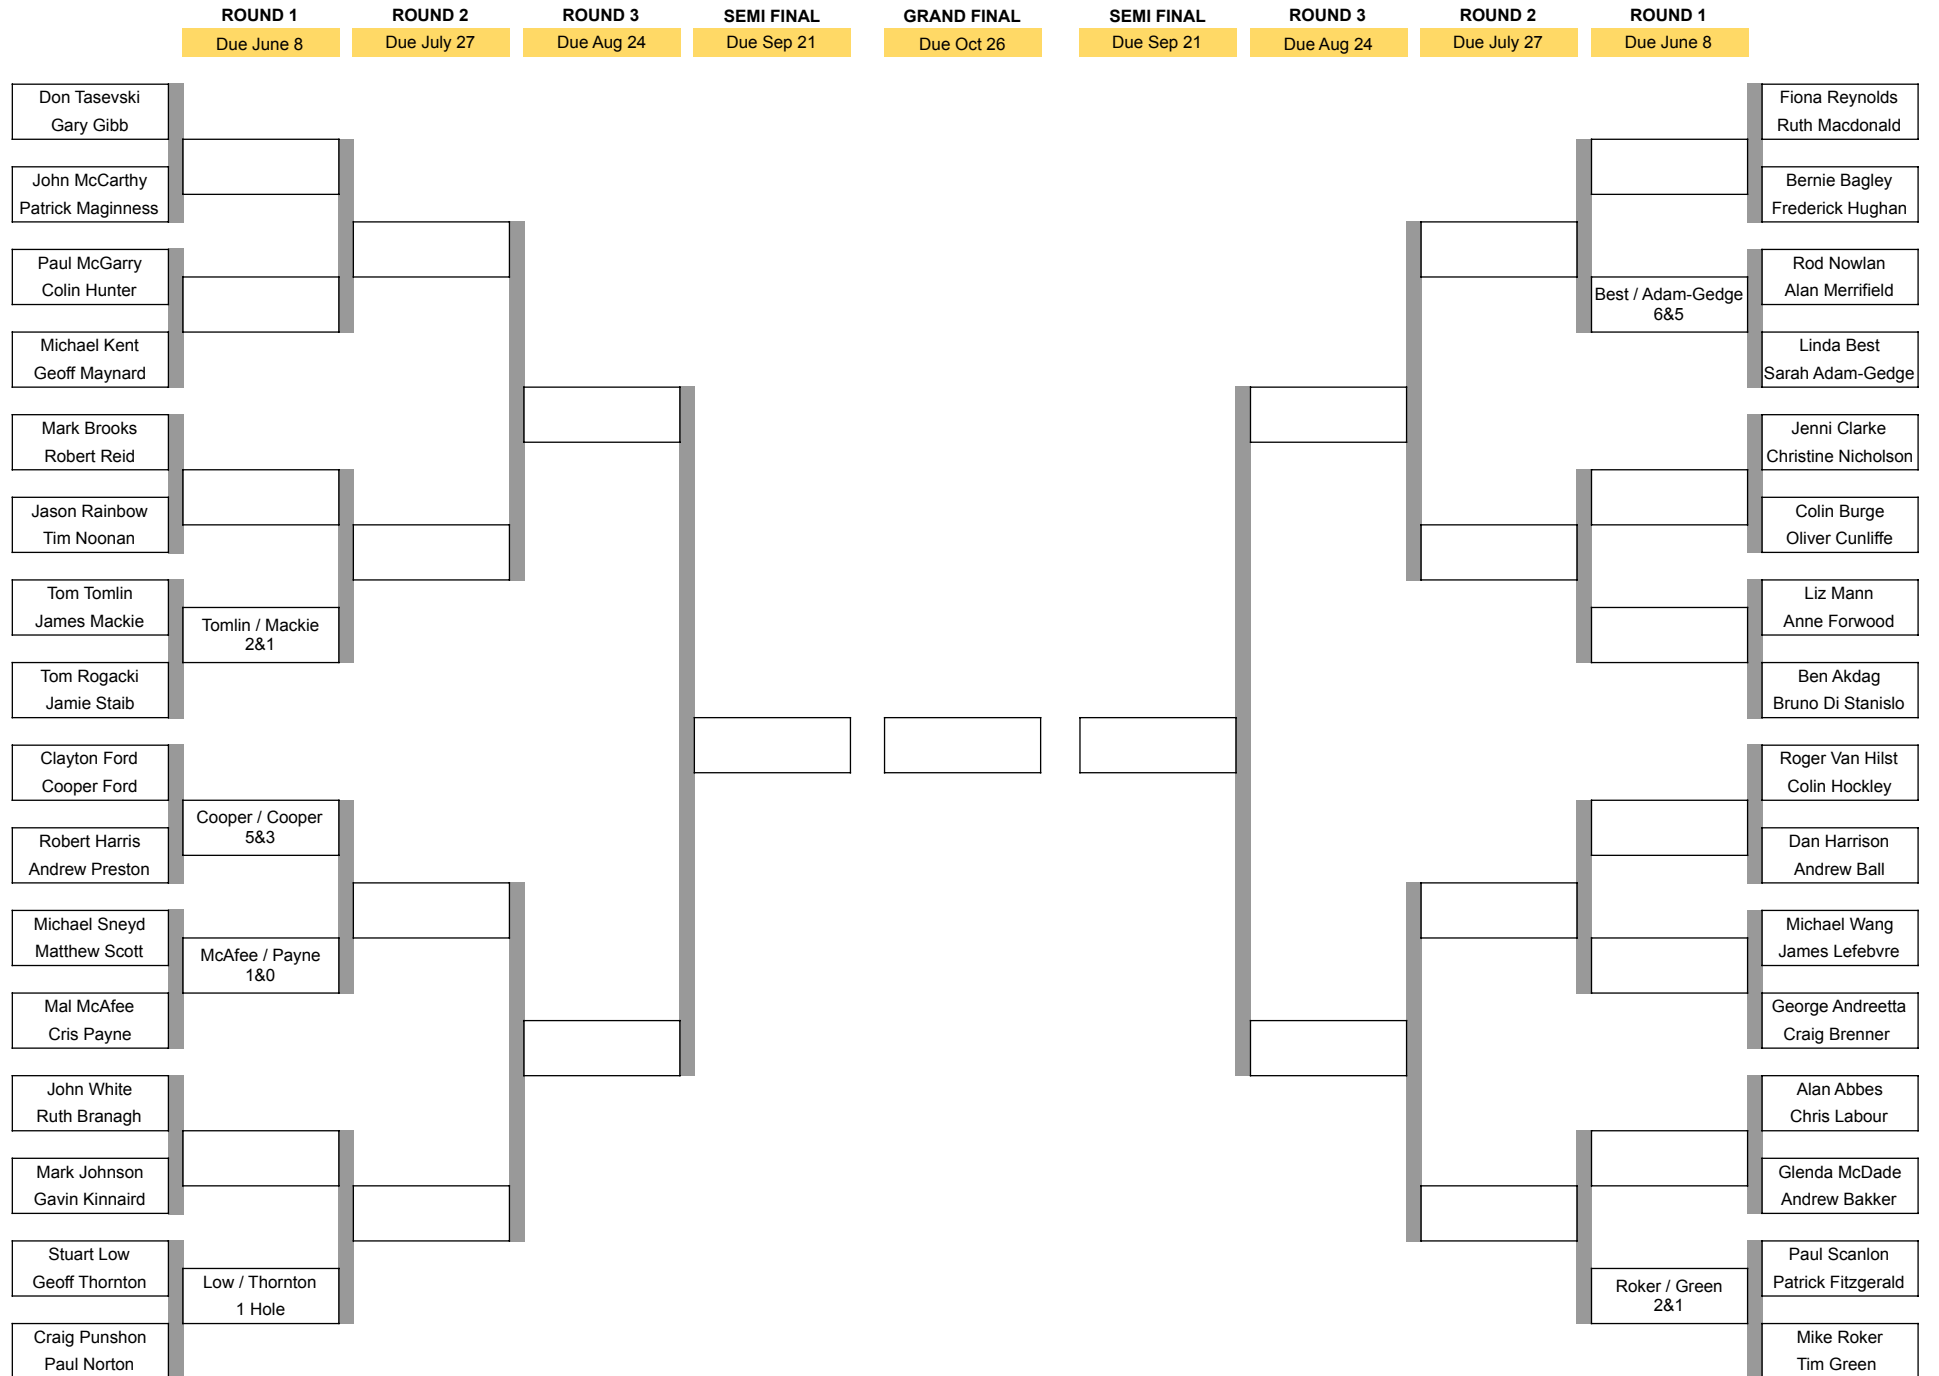 ROUND 1
ROUND 2
ROUND 3
SEMI FINAL
GRAND FINAL
SEMI FINAL
ROUND 3
ROUND 2
ROUND 1
Due June 8
Due July 27
Due Aug 24
Due Sep 21
Due Oct 26
Due Sep 21
Due Aug 24
Due July 27
Due June 8
Don Tasevski
Gary Gibb
John McCarthy
Patrick Maginness
Paul McGarry
Colin Hunter
Michael Kent
Geoff Maynard
Mark Brooks
Robert Reid
Jason Rainbow
Tim Noonan
Tom Tomlin
James Mackie
Tom Rogacki
Jamie Staib
Clayton Ford
Cooper Ford
Robert Harris
Andrew Preston
Michael Sneyd
Matthew Scott
Mal McAfee
Cris Payne
John White
Ruth Branagh
Mark Johnson
Gavin Kinnaird
Stuart Low
Geoff Thornton
Craig Punshon
Paul Norton
Tomlin / Mackie
2&1
Cooper / Cooper
5&3
McAfee / Payne
1&0
Low / Thornton
1 Hole
Best / Adam-Gedge
6&5
Roker / Green
2&1
Fiona Reynolds
Ruth Macdonald
Bernie Bagley
Frederick Hughan
Rod Nowlan
Alan Merrifield
Linda Best
Sarah Adam-Gedge
Jenni Clarke
Christine Nicholson
Colin Burge
Oliver Cunliffe
Liz Mann
Anne Forwood
Ben Akdag
Bruno Di Stanislo
Roger Van Hilst
Colin Hockley
Dan Harrison
Andrew Ball
Michael Wang
James Lefebvre
George Andreetta
Craig Brenner
Alan Abbes
Chris Labour
Glenda McDade
Andrew Bakker
Paul Scanlon
Patrick Fitzgerald
Mike Roker
Tim Green